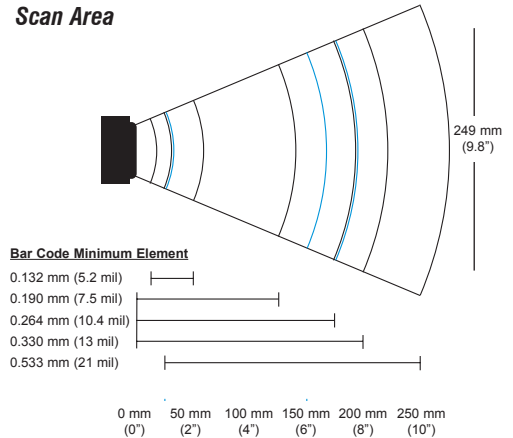 Scan Area
249 mm
(9.8")
Bar Code Minimum Element
0.132 mm (5.2 mil)
0.190 mm (7.5 mil)
0.264 mm (10.4 mil)
0.330 mm (13 mil)
0.533 mm (21 mil)
0 mm 50 mm 100 mm 150 mm 200 mm 250 mm
(0") (2") (4") (6") (8") (10")